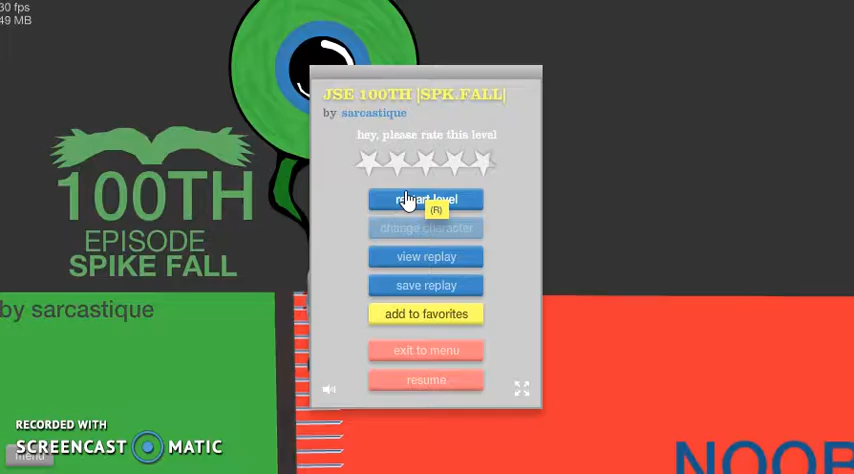 30 fps
49 MB
JSE 100TH |SPK.FALL|
by sarcastique
hey, please rate this level
restart level
(R)
change character
view replay
save replay
add to favorites
exit to menu
resume
100TH
EPISODE
SPIKE FALL
by sarcastique
RECORDED WITH
SCREENCAST MATIC
menu
NOOB